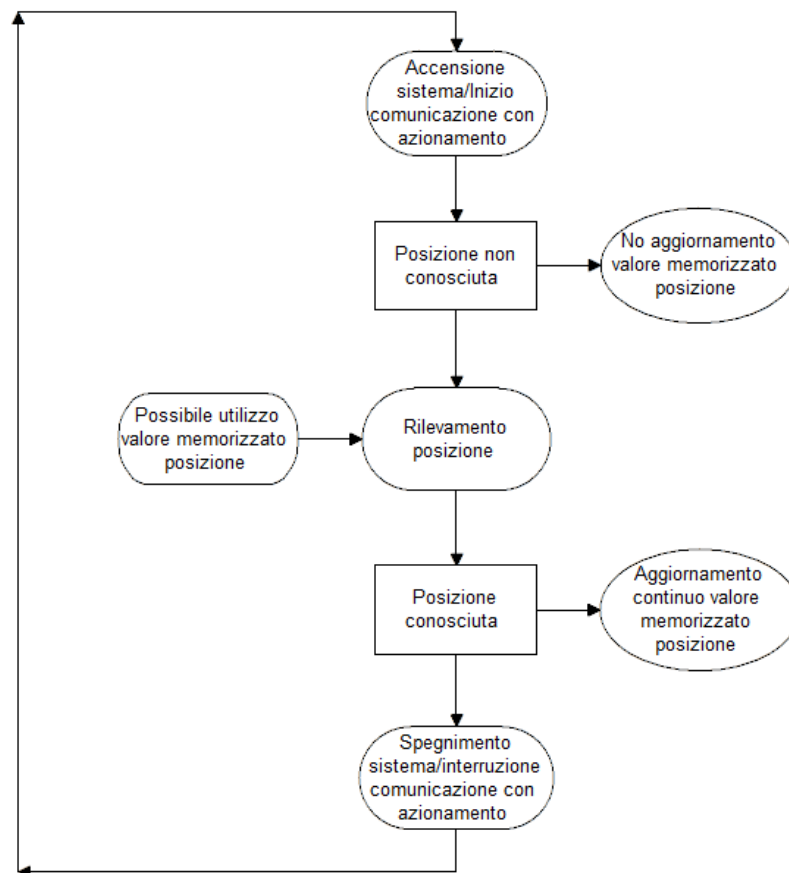 Accensione
sistema/Inizio
comunicazione con
azionamento
Posizione non
conosciuta
No aggiornamento
valore memorizzato
posizione
Possibile utilizzo
valore memorizzato
posizione
Rilevamento
posizione
Posizione
conosciuta
Aggiornamento
continuo valore
memorizzato
posizione
Spegnimento
sistema/interruzione
comunicazione con
azionamento